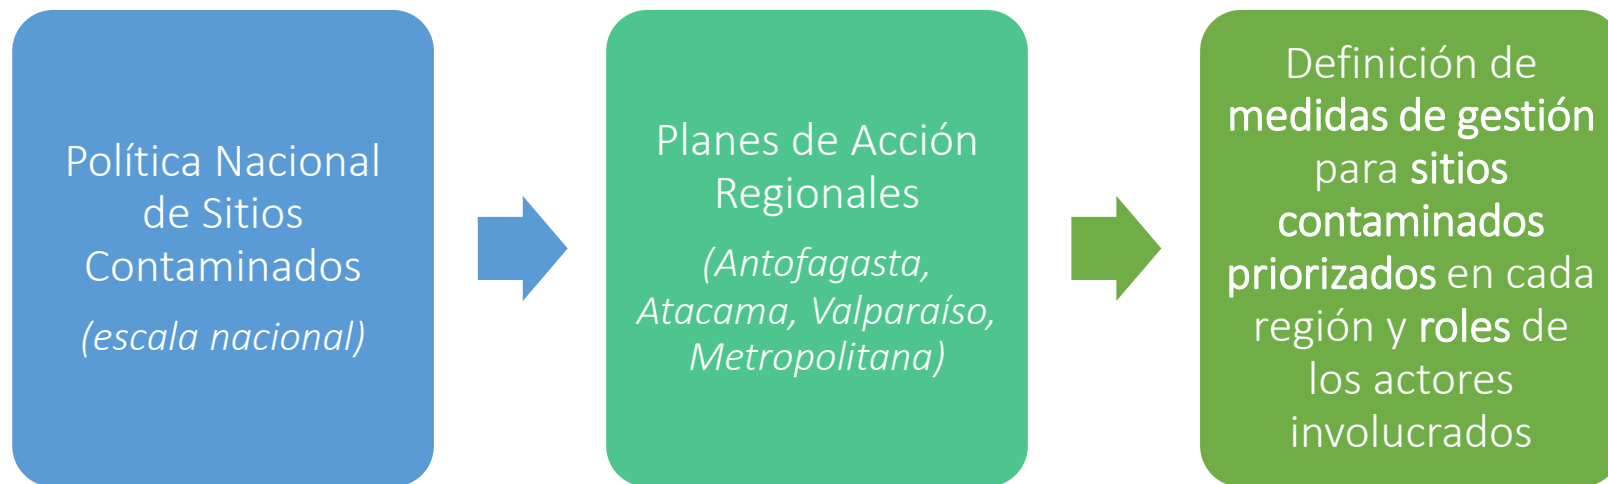 Política Nacional
de Sitios
Contaminados
(escala nacional)
Planes de Acción
Regionales
(Antofagasta,
Atacama, Valparaíso,
Metropolitana)
Definición de
medidas de gestión
para sitios
contaminados
priorizados en cada
región y roles de
los actores
involucrados